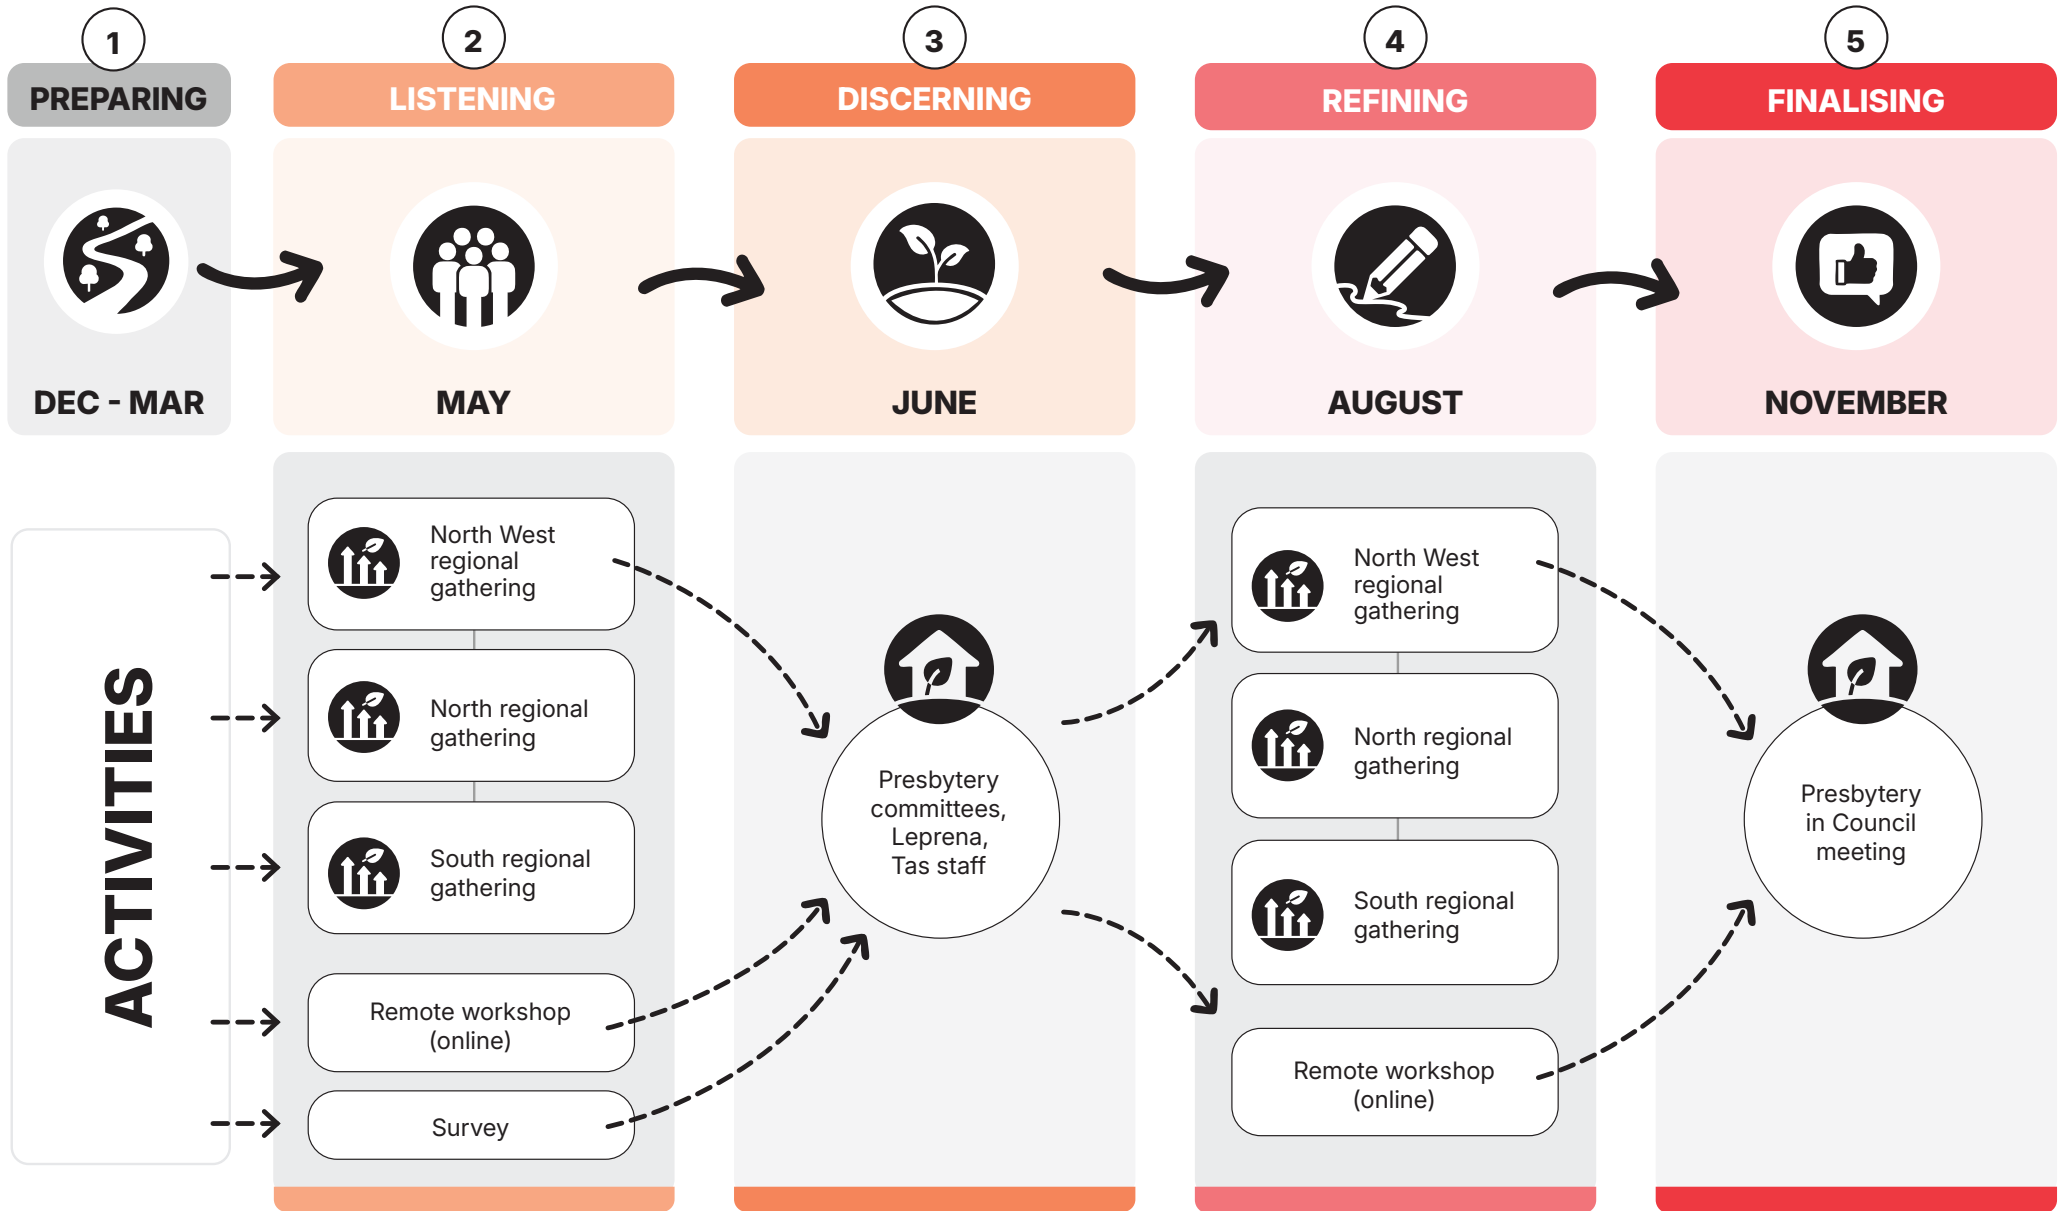 1
PREPARING
DEC - MAR
2
LISTENING
MAY
3
DISCERNING
JUNE
4
REFINING
AUGUST
5
FINALISING
NOVEMBER
ACTIVITIES
North West
regional
gathering
North regional
gathering
South regional
gathering
Remote workshop
(online)
Survey
Presbytery
committees,
Leprena,
Tas staff
North West
regional
gathering
North regional
gathering
South regional
gathering
Remote workshop
(online)
Presbytery
in Council
meeting